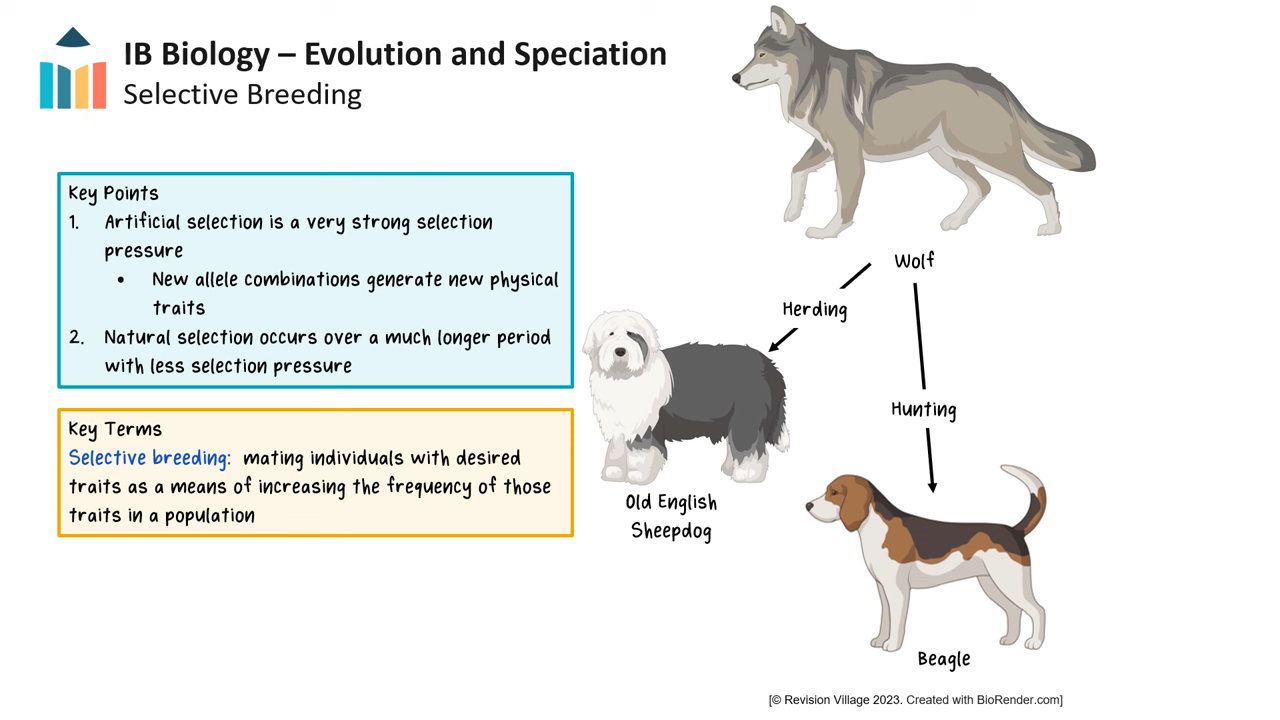 IB Biology – Evolution and Speciation
Selective Breeding
Key Points
1. Artificial selection is a very strong selection
pressure
• New allele combinations generate new physical
traits
2. Natural selection occurs over a much longer period
with less selection pressure
Key Terms
Selective breeding: mating individuals with desired
traits as a means of increasing the frequency of those
traits in a population
Wolf
Herding
Hunting
Old English
Sheepdog
Beagle
[© Revision Village 2023. Created with BioRender.com]